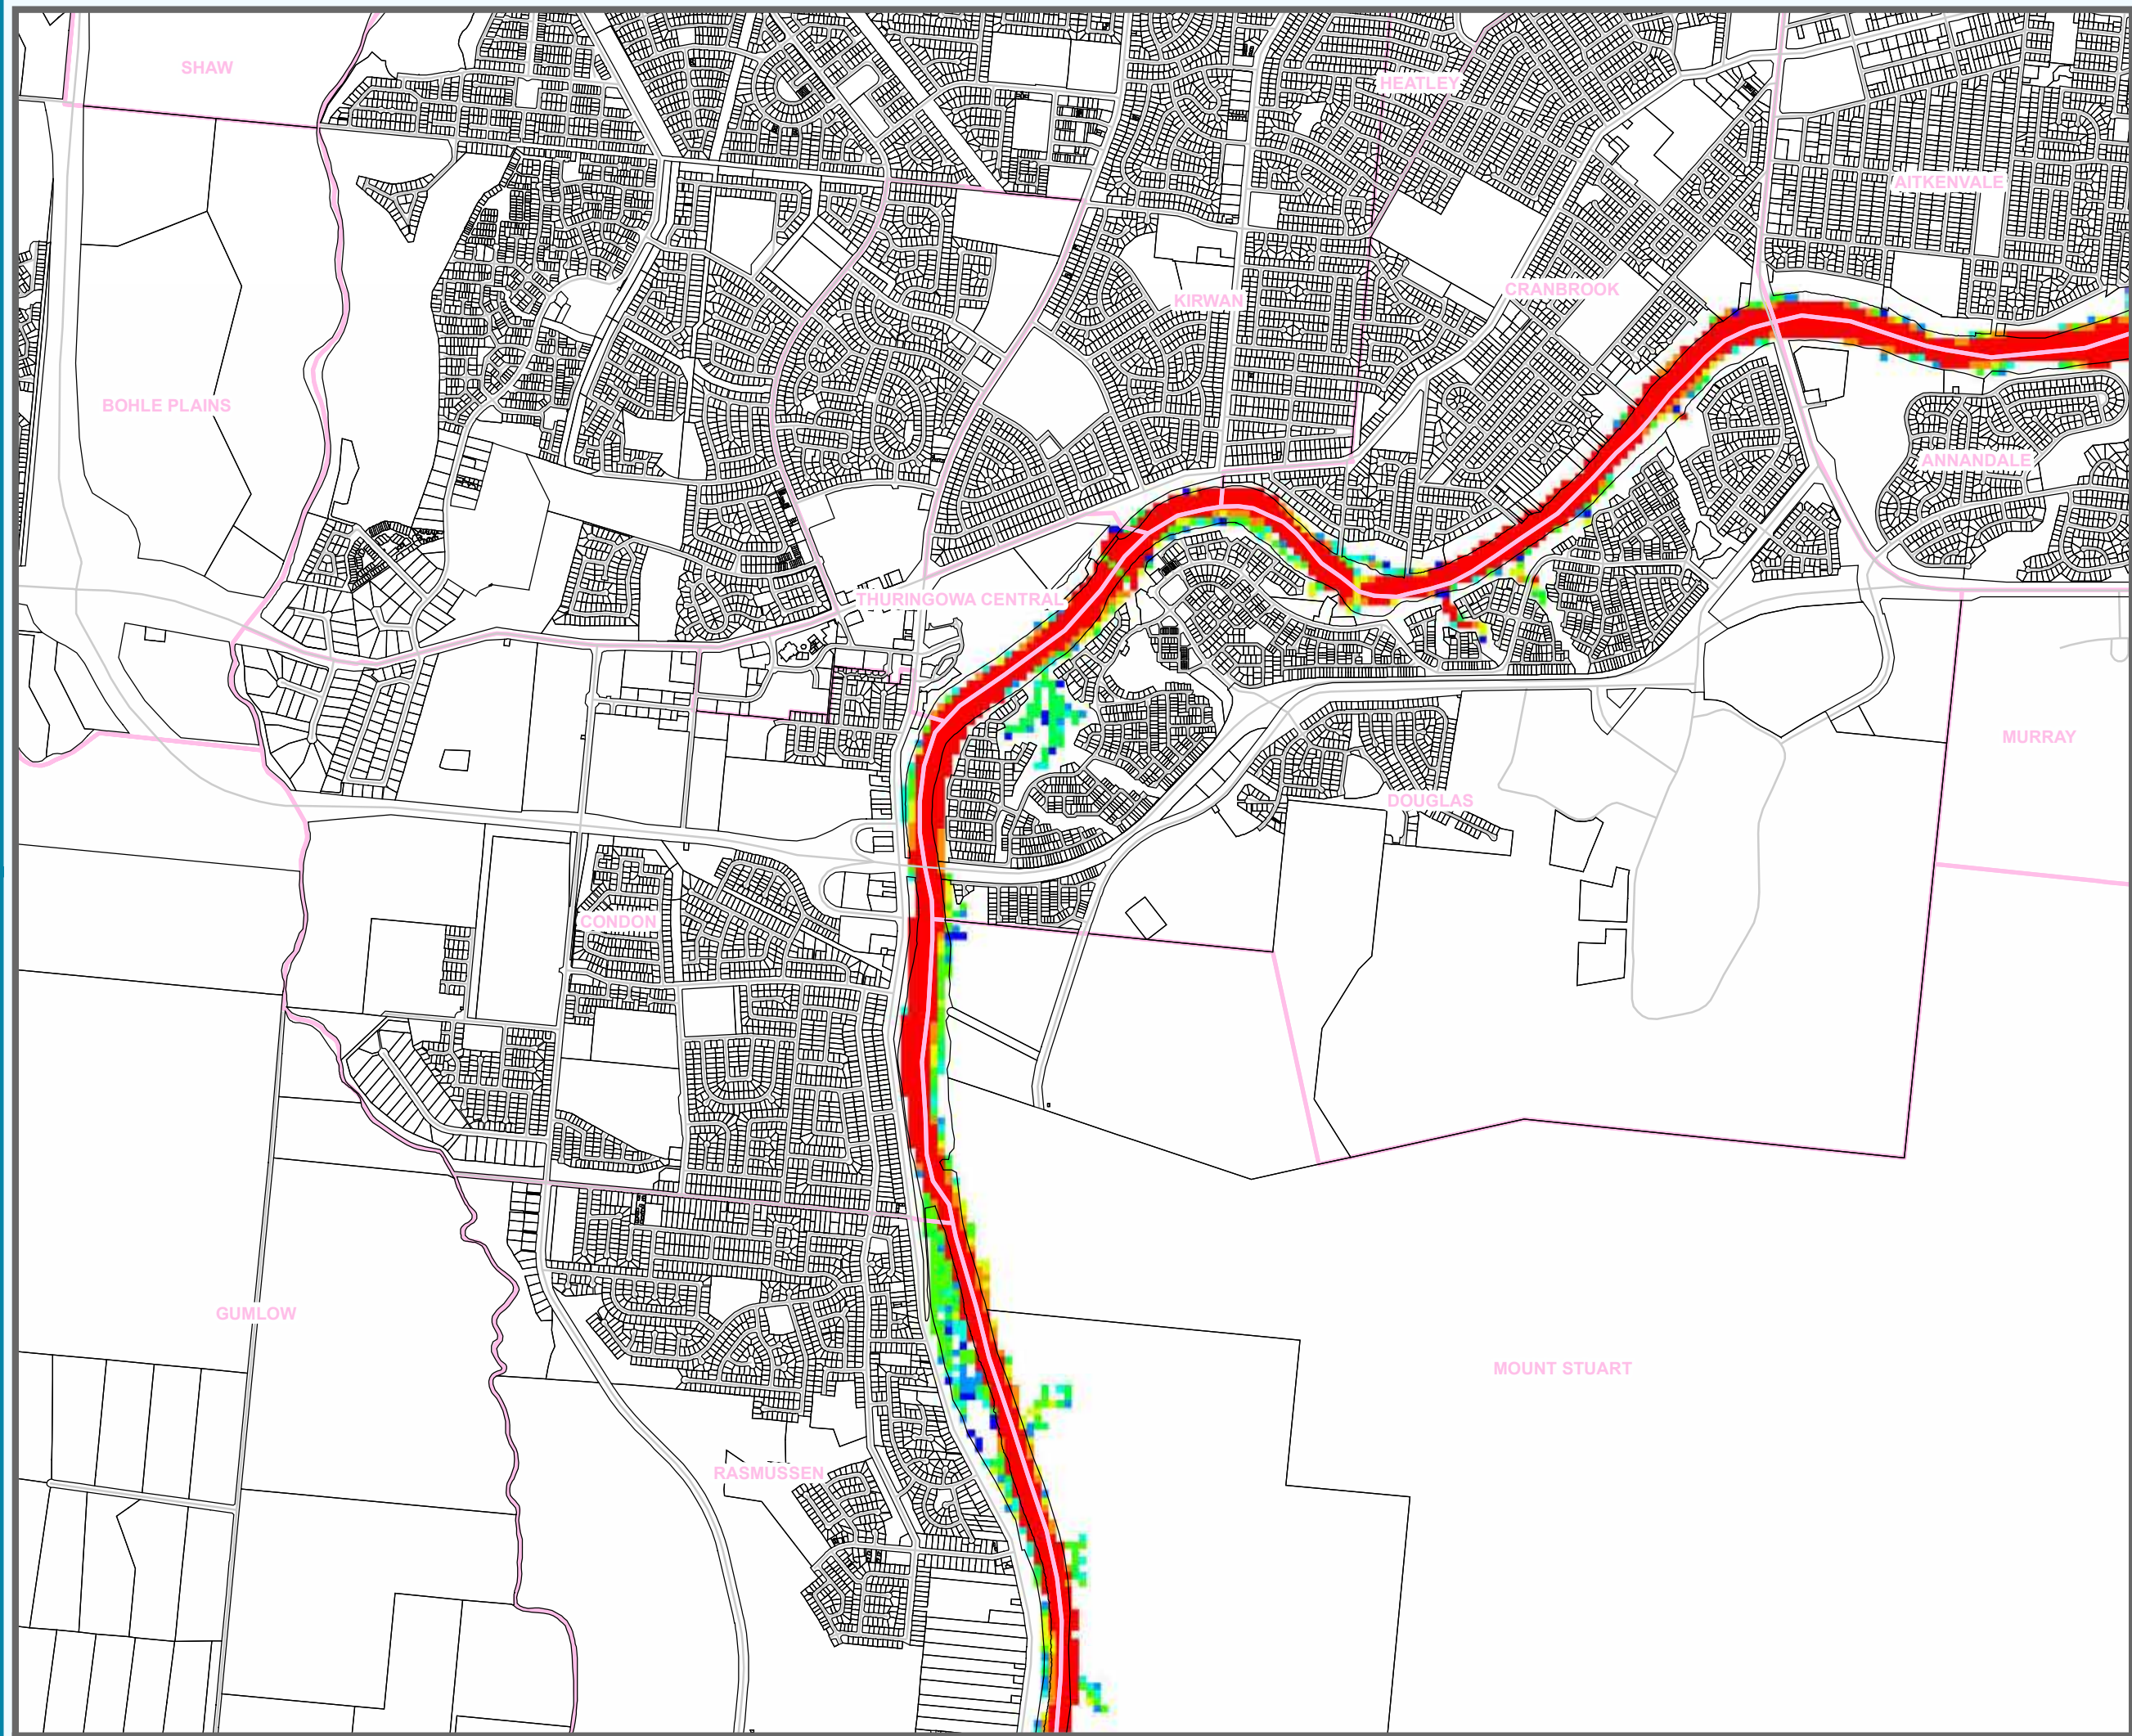 SHAW
HEATLEY
AITKENVALE
CRANBROOK
KIRWAN
BOHLE PLAINS
ANNANDALE
THURINGOWA CENTRAL
MURRAY
DOUGLAS
CONDON
GUMLOW
MOUNT STUART
RASMUSSEN